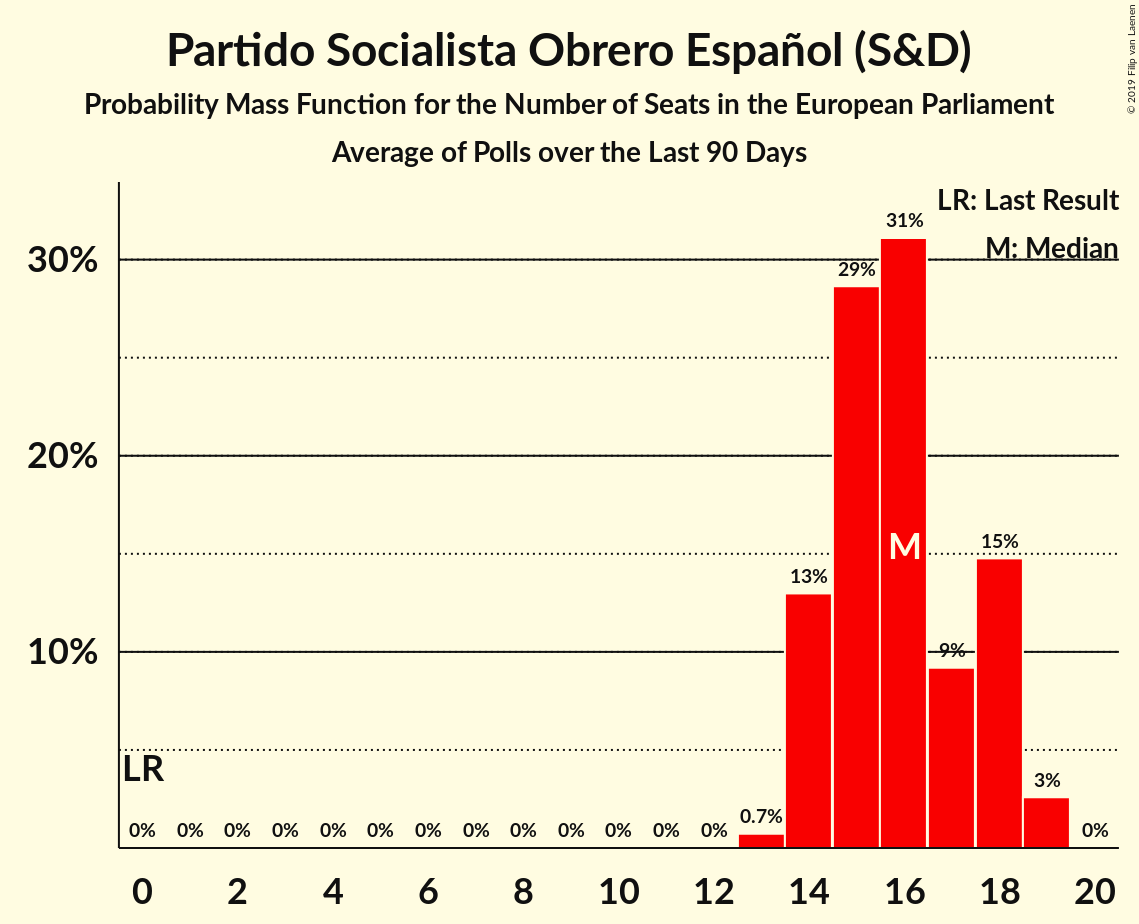 Partido Socialista Obrero Español (S&D)
Probability Mass Function for the Number of Seats in the European Parliament
Average of Polls over the Last 90 Days
© 2019 Filip van Laenen
LR: Last Result
M: Median
30%
20%
10%
31%
29%
15%
13%
9%
3%
0.7%
M
LR
0% 0% 0% 0% 0% 0% 0% 0% 0% 0% 0% 0% 0% 0%
0 2 4 6 8 10 12 14 16 18 20